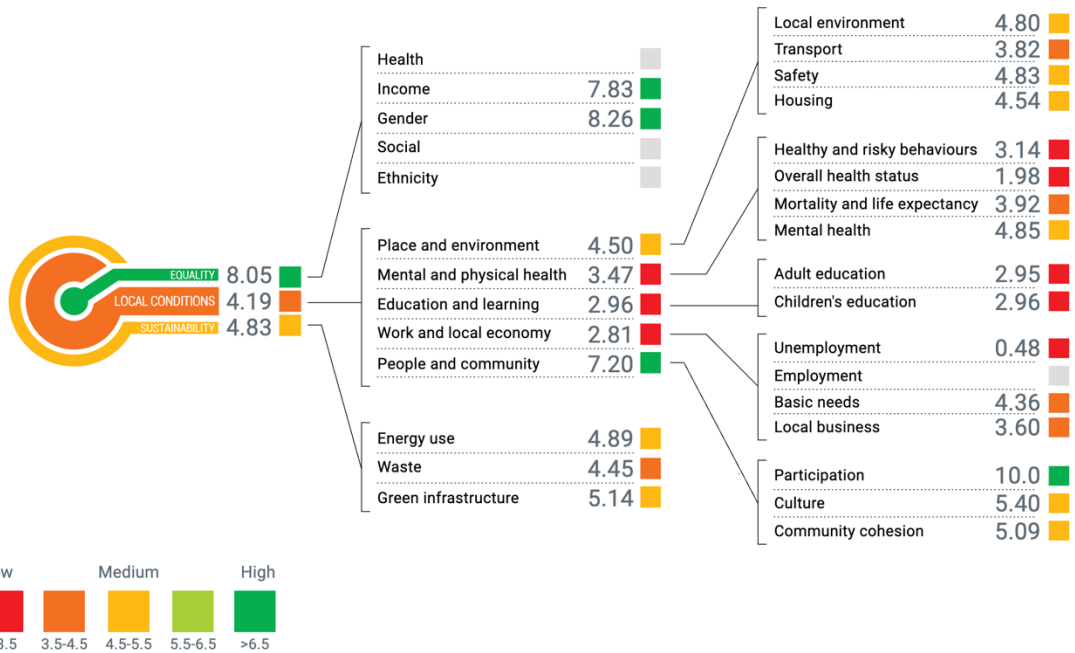 EQUALITY 8.05
LOCAL CONDITIONS 4.19
SUSTAINABILITY 4.83
Health
Income 7.83
Gender 8.26
Social
Ethnicity
Place and environment 4.50
Mental and physical health 3.47
Education and learning 2.96
Work and local economy 2.81
People and community 7.20
Energy use 4.89
Waste 4.45
Green infrastructure 5.14
Local environment 4.80
Transport 3.82
Safety 4.83
Housing 4.54
Healthy and risky behaviours 3.14
Overall health status 1.98
Mortality and life expectancy 3.92
Mental health 4.85
Adult education 2.95
Children's education 2.96
Unemployment 0.48
Employment
Basic needs 4.36
Local business 3.60
Participation 10.0
Culture 5.40
Community cohesion 5.09
Medium High
3.5-4.5 4.5-5.5 5.5-6.5 >6.5